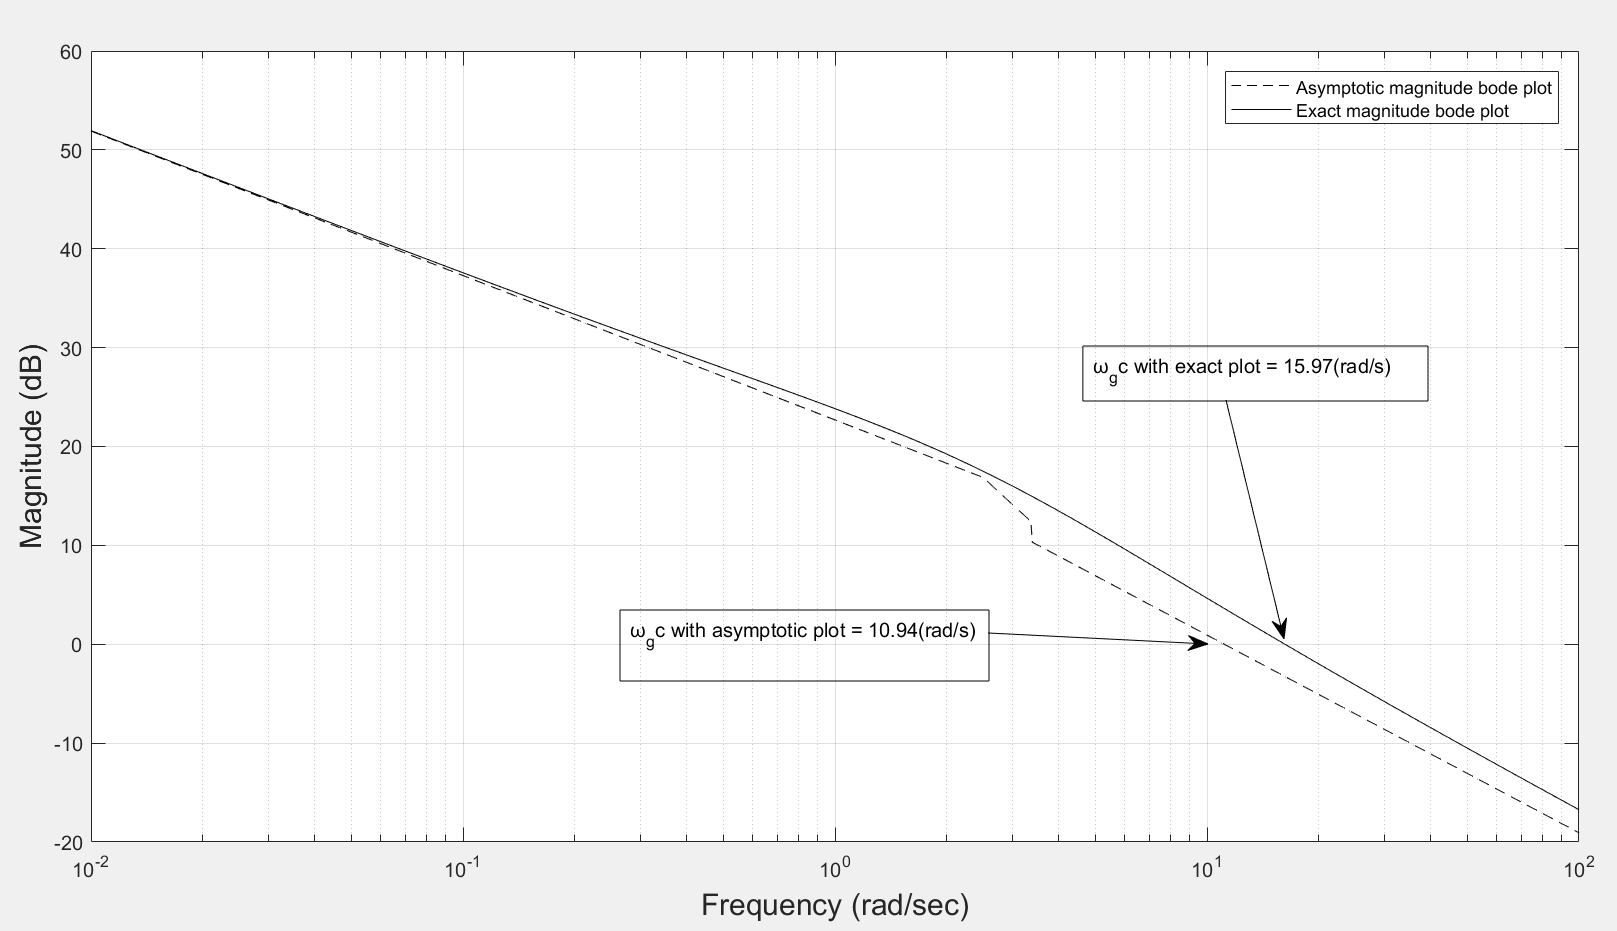 60
50
40
30
20
10
0
-10
-20
Magnitude (dB)
Asymptotic magnitude bode plot
Exact magnitude bode plot
ω_gc with exact plot = 15.97(rad/s)
ω_gc with asymptotic plot = 10.94(rad/s)
10^-2 10^-1 10^0 10^1 10^2
Frequency (rad/sec)